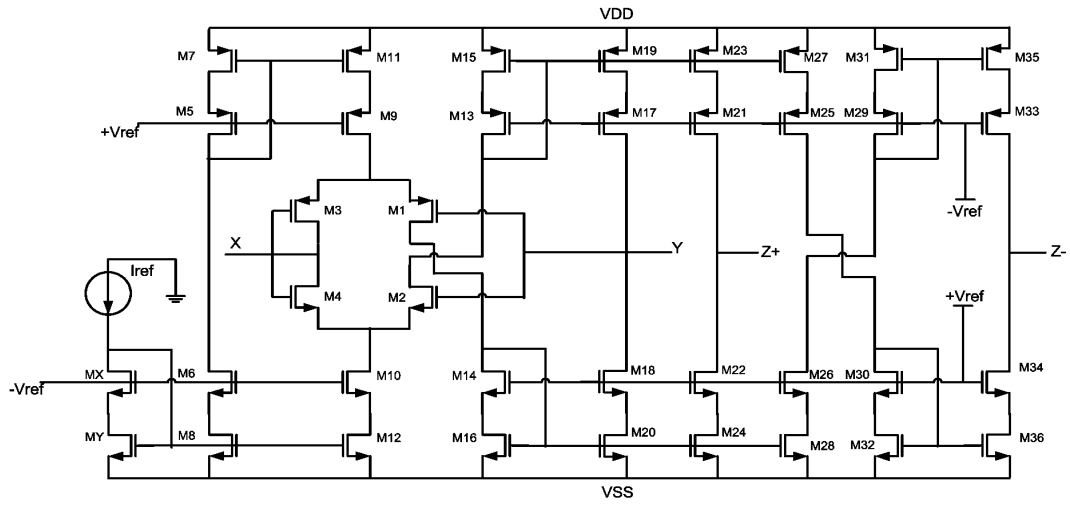 VDD
M7 M11 M15 M19 M23 M27 M31 M35
+Vref M5 M9 M13 M17 M21 M25 M29 M33
M3 M1 -Vref
X Y Z+ Z-
Iref M4 M2 +Vref
-Vref MX M6 M10 M14 M18 M22 M26 M30 M34
MY M8 M12 M16 M20 M24 M28 M32 M36
VSS